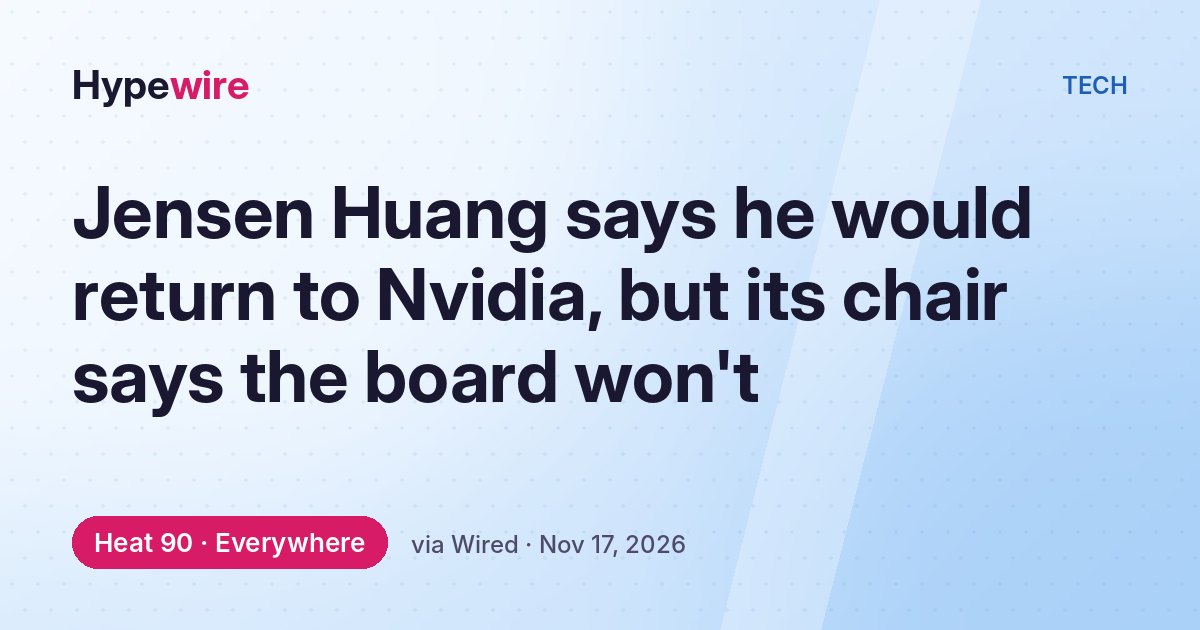 Hypewire
TECH
Jensen Huang says he would
return to Nvidia, but its chair
says the board won't
Heat 90 · Everywhere
via Wired · Nov 17, 2026